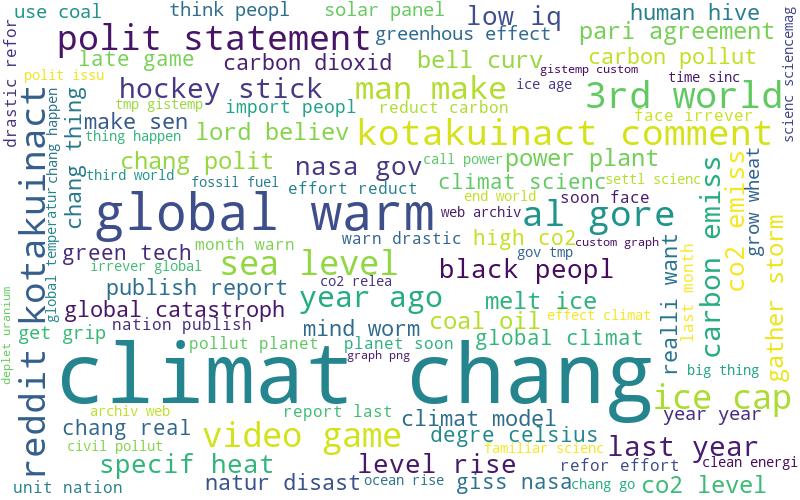 use coal
think peopl
solar panel
low iq
human hive
polit statement
greenhous effect
pari agreement
drastic refor
late game
carbon dioxid
bell curv
carbon pollut
scienc sciencemag
polit issu
gistemp custom
time sinc
hockey stick
man make
ice age
3rd world
tmp gistemp
import peopl
reduct carbon
face irrever
make sen
thing happen
lord believ
kotakuinact comment
chang thing
chang happen
chang polit
nasa gov
call power
power plant
third world
fossil fuel
effort reduct
climat scienc
settl scienc
grow wheat
global warm
end world
web archiv
soon face
al gore
carbon emiss
co2 emiss
reddit kotakuinact
global temperatur
green tech
month warn
warn drastic
high co2
custom graph
gov tmp
irrever global
sea level
co2 relea
black peopl
realli want
last month
gather storm
publish report
year ago
melt ice
global catastroph
coal oil
effect climat
deplet uranium
get grip
nation publish
mind worm
global climat
pollut planet
planet soon
graph png
climat chang
big thing
ice cap
archiv web
report last
climat model
year year
chang real
video game
degre celsius
civil pollut
familiar scienc
last year
specif heat
level rise
refor effort
clean energi
unit nation
natur disast
ocean rise
giss nasa
chang go
co2 level